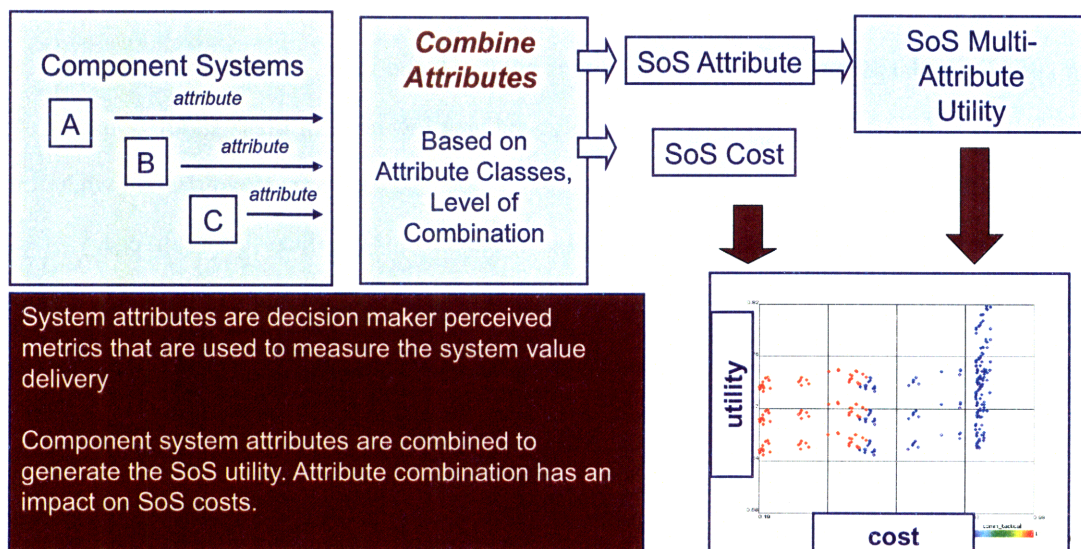 Component Systems
attribute
A
attribute
B
attribute
C
Combine
Attributes
Based on
Attribute Classes,
Level of
Combination
SoS Attribute
SoS Cost
SoS Multi-
Attribute
Utility
System attributes are decision maker perceived
metrics that are used to measure the system value
delivery
Component system attributes are combined to
generate the SoS utility. Attribute combination has an
impact on SoS costs.
utility
cost